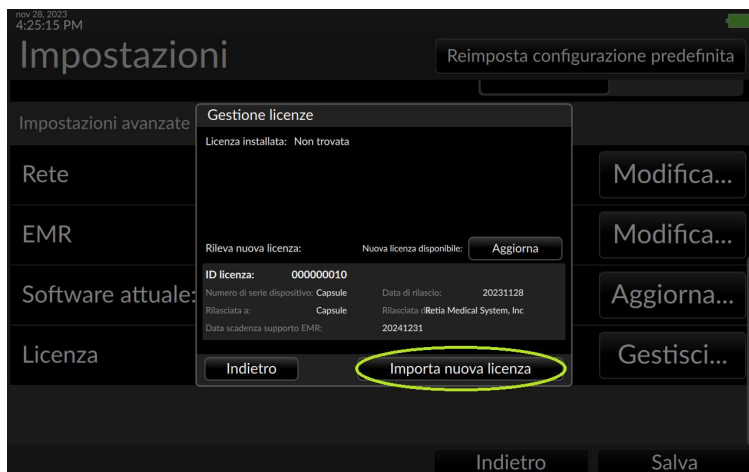 nov 28, 2023
4:25:15 PM
Impostazioni
Reimposta configurazione predefinita
Impostazioni avanzate
Gestione licenze
Licenza installata: Non trovata
Rete
Modifica...
EMR
Modifica...
Rileva nuova licenza:
Nuova licenza disponibile:
Aggiorna
ID licenza: 000000010
Software attuale:
Numero di serie dispositivo: Capsule
Data di rilascio: 20231128
Aggiorna...
Rilasciata a: Capsule
Rilasciata dRetia Medical System, Inc
Data scadenza supporto EMR: 20241231
Licenza
Gestisci...
Indietro
Importa nuova licenza
Indietro
Salva